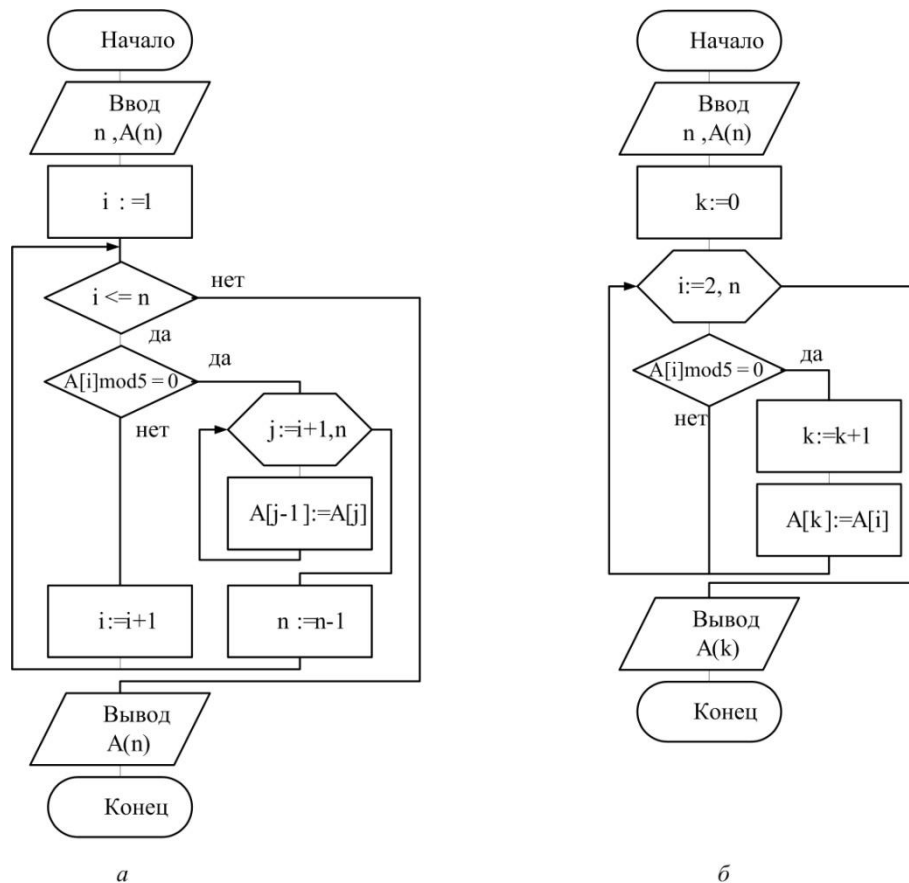 Начало
Ввод
n ,A(n)
i : =1
i <= n
нет
да
A[i]mod5 = 0
да
нет
j:=i+1,n
A[j-1]:=A[j]
i:=i+1
n :=n-1
Вывод
A(n)
Конец
а
Начало
Ввод
n ,A(n)
k:=0
i:=2, n
A[i]mod5 = 0
да
нет
k:=k+1
A[k]:=A[i]
Вывод
A(k)
Конец
б